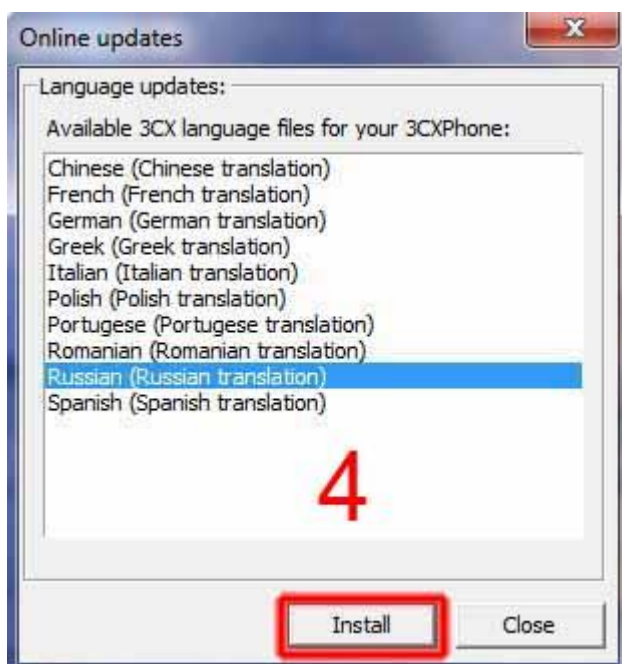 Online updates
Language updates:
Available 3CX language files for your 3CXPhone:
Chinese (Chinese translation)
French (French translation)
German (German translation)
Greek (Greek translation)
Italian (Italian translation)
Polish (Polish translation)
Portugese (Portugese translation)
Romanian (Romanian translation)
Russian (Russian translation)
Spanish (Spanish translation)
4
Install Close